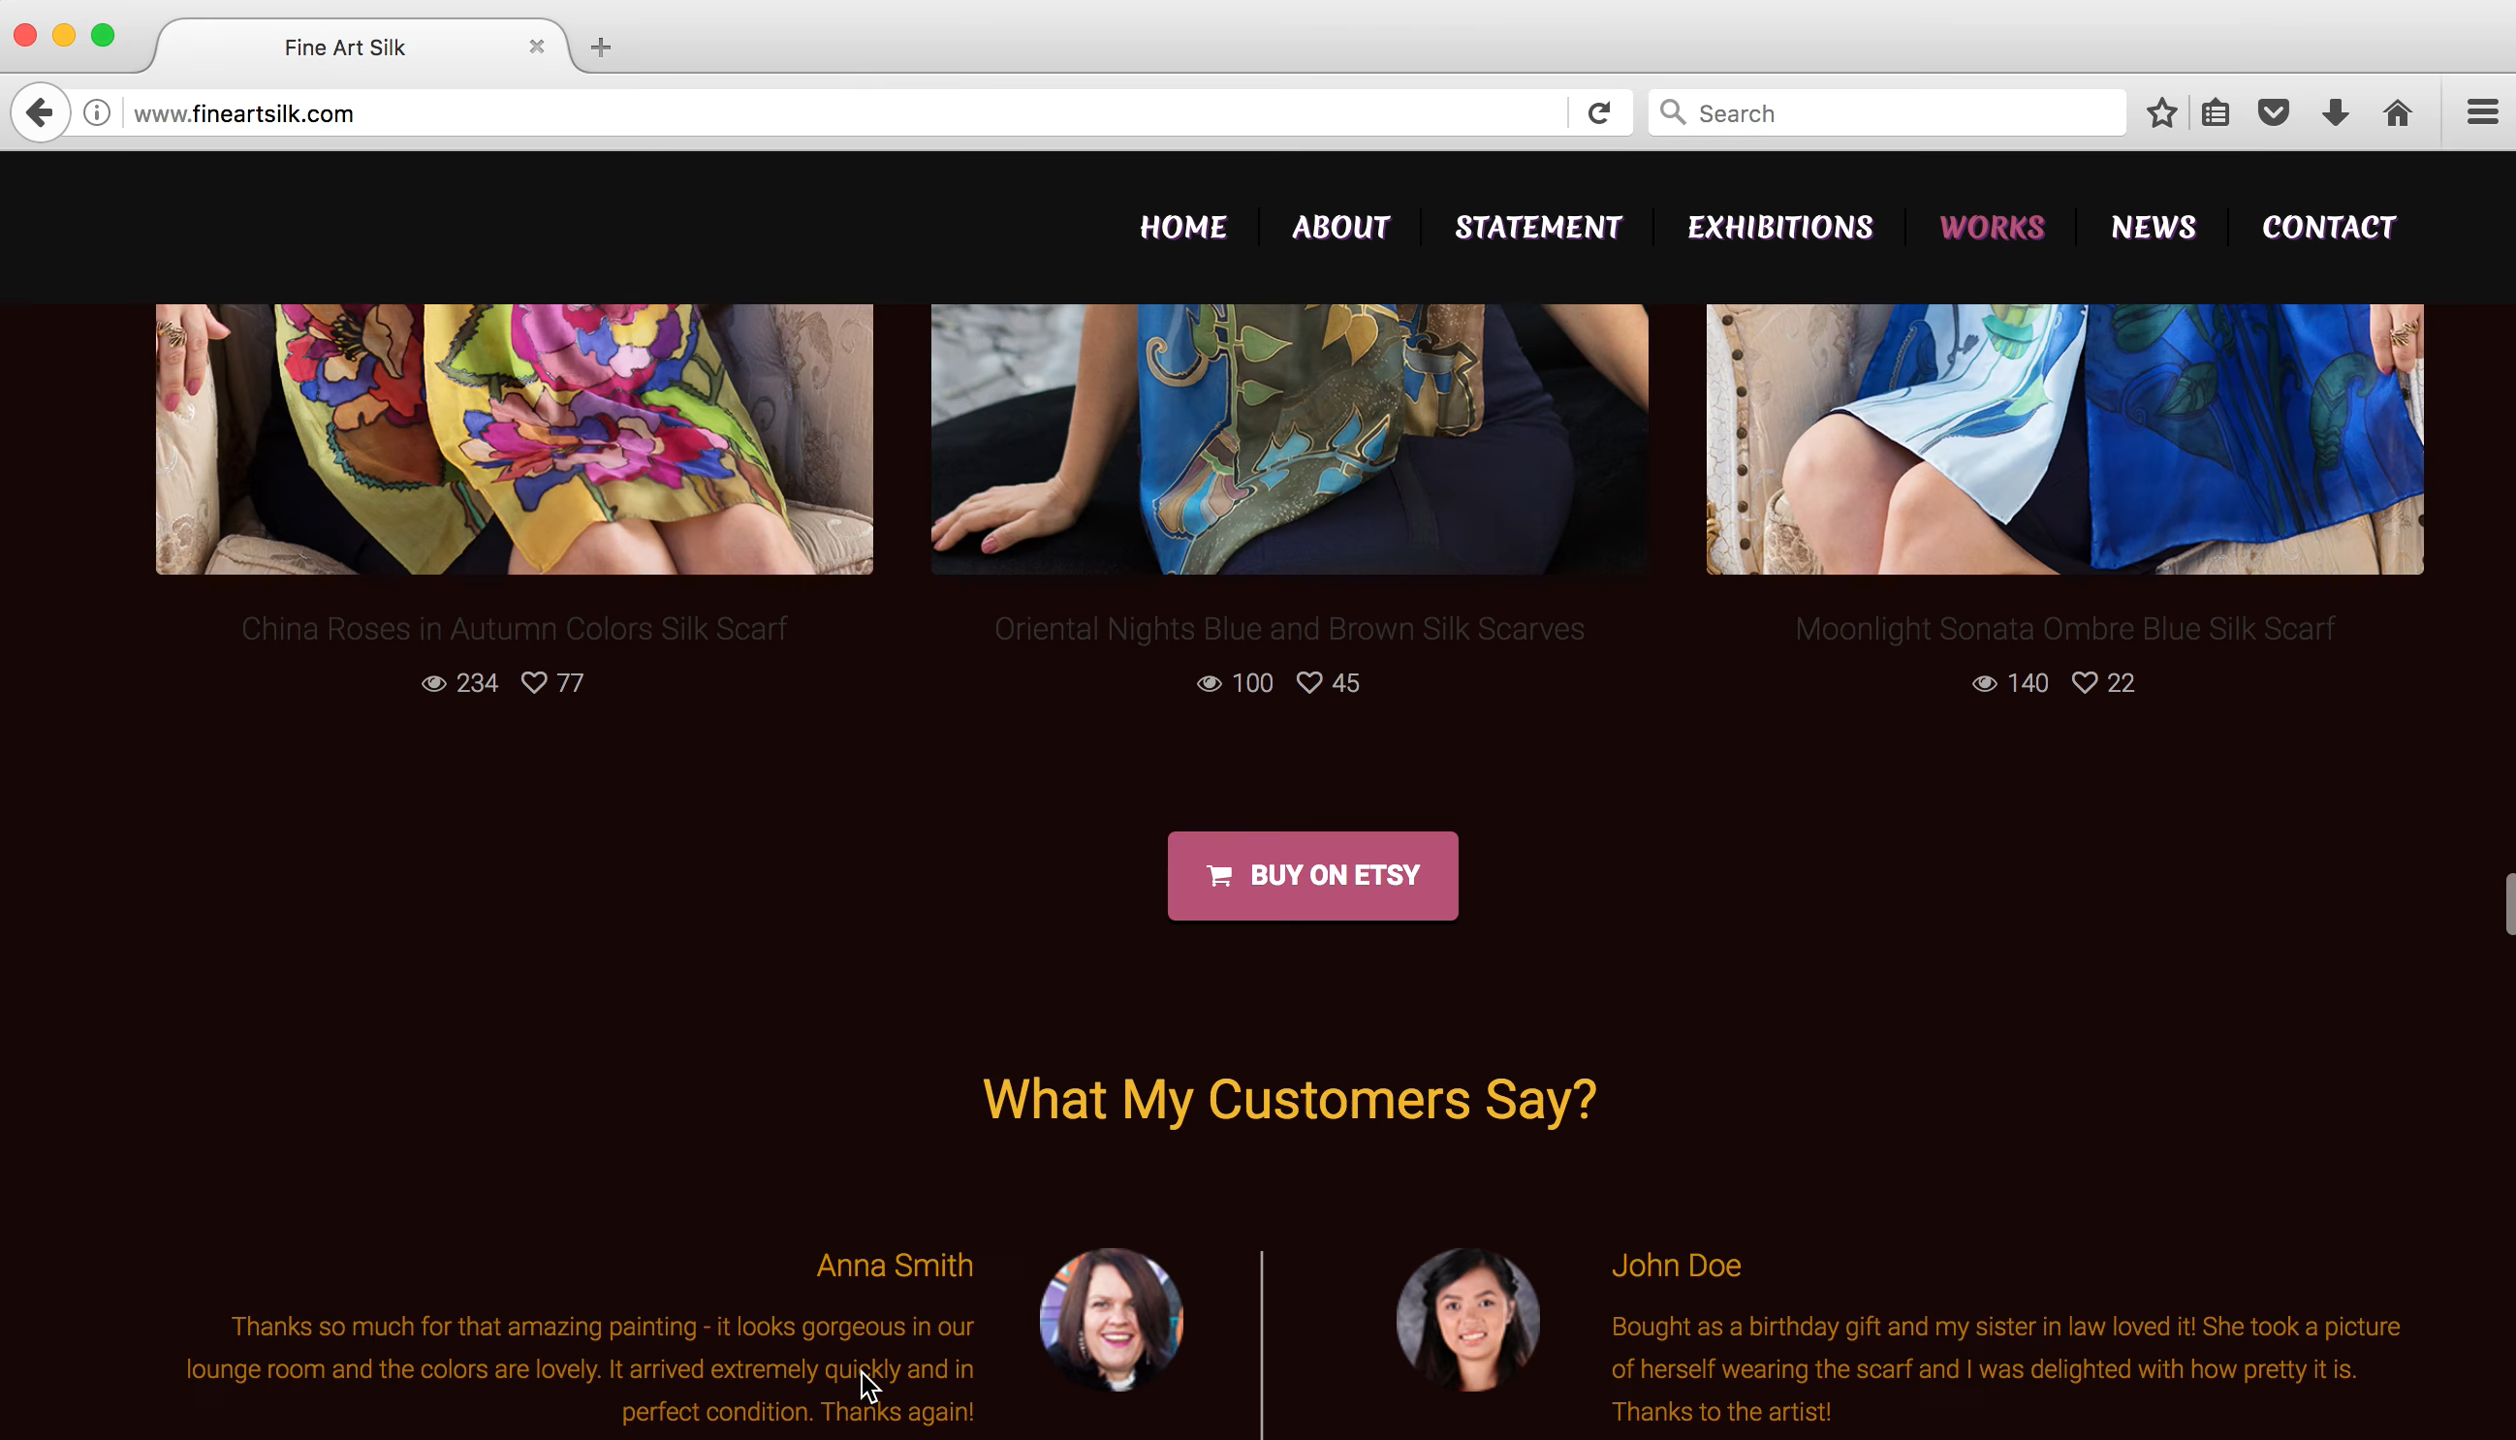 Fine Art Silk
www.fineartsilk.com
Search
HOME ABOUT STATEMENT EXHIBITIONS WORKS NEWS CONTACT
China Roses in Autumn Colors Silk Scarf
234 77
Oriental Nights Blue and Brown Silk Scarves
100 45
Moonlight Sonata Ombre Blue Silk Scarf
140 22
BUY ON ETSY
What My Customers Say?
Anna Smith
Thanks so much for that amazing painting - it looks gorgeous in our
lounge room and the colors are lovely. It arrived extremely quickly and in
perfect condition. Thanks again!
John Doe
Bought as a birthday gift and my sister in law loved it! She took a picture
of herself wearing the scarf and I was delighted with how pretty it is.
Thanks to the artist!